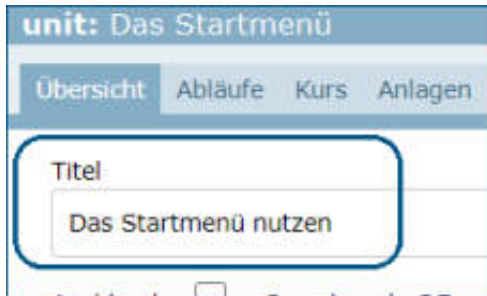 unit: Das Startmenü
Übersicht Abläufe Kurs Anlagen
Titel
Das Startmenü nutzen